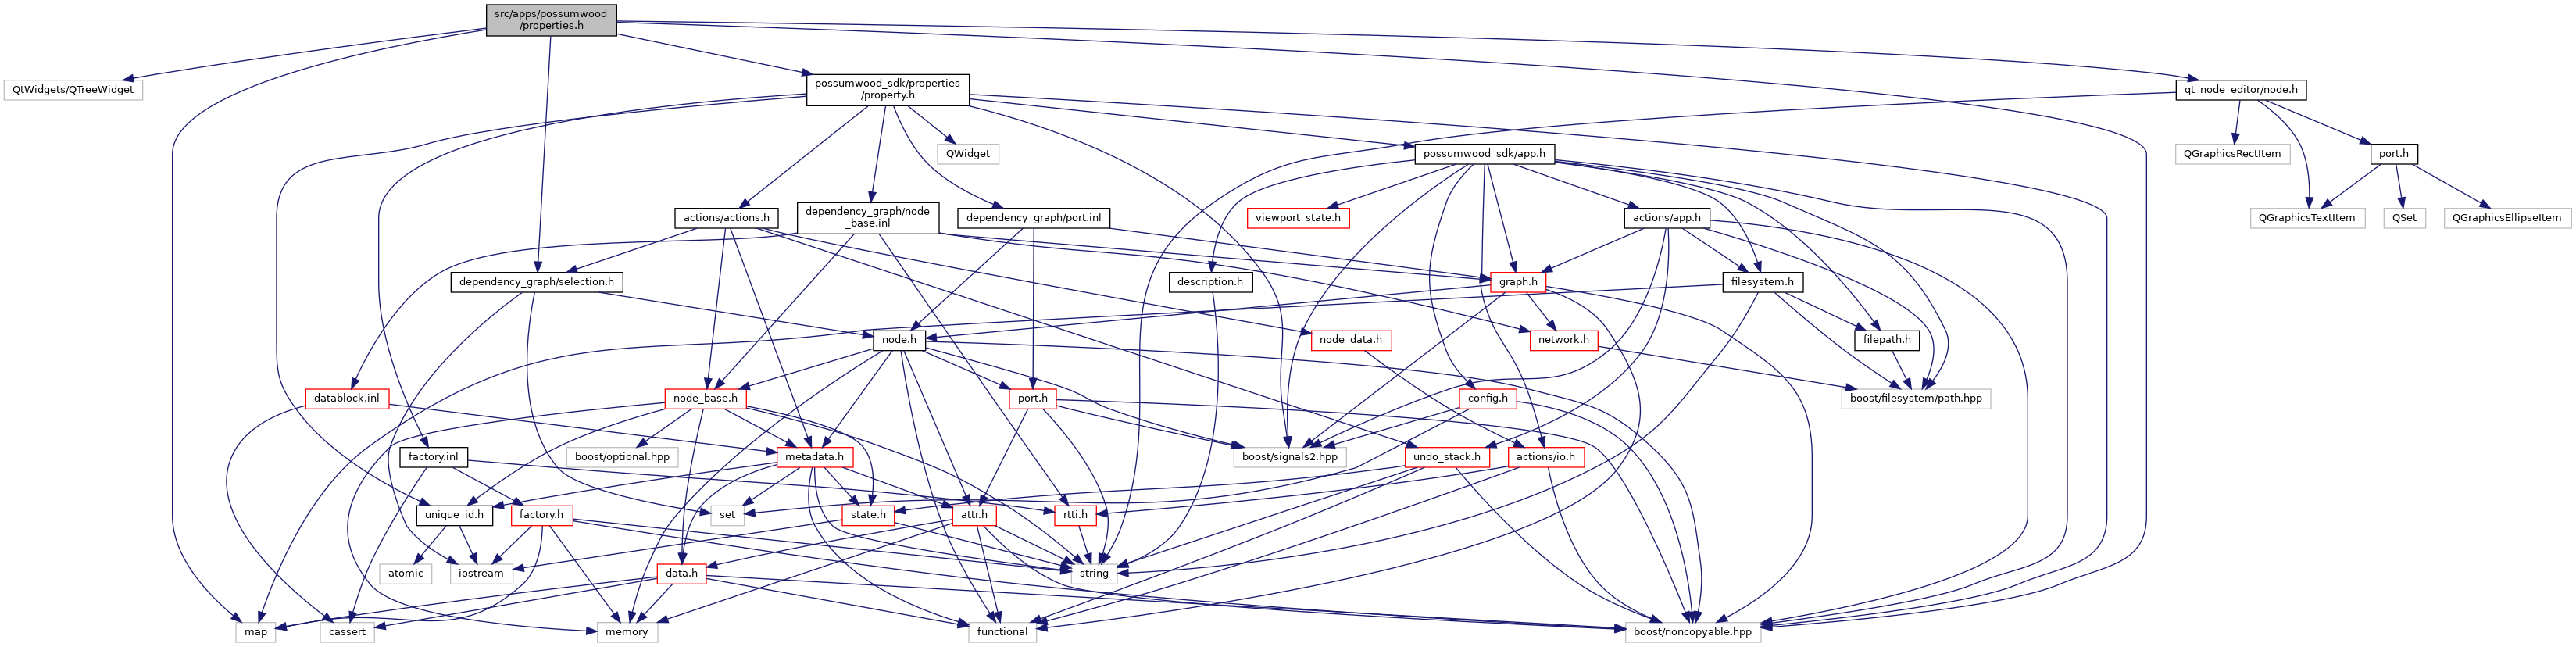 src/apps/possumwood
/properties.h
QtWidgets/QTreeWidget
possumwood_sdk/properties
/property.h
qt_node_editor/node.h
QWidget
possumwood_sdk/app.h
QGraphicsRectItem
port.h
actions/actions.h
dependency_graph/node
_base.inl
dependency_graph/port.inl
viewport_state.h
actions/app.h
QGraphicsTextItem
QSet
QGraphicsEllipseItem
dependency_graph/selection.h
description.h
graph.h
filesystem.h
node.h
node_data.h
network.h
filepath.h
datablock.inl
node_base.h
port.h
config.h
boost/filesystem/path.hpp
factory.inl
boost/optional.hpp
metadata.h
boost/signals2.hpp
undo_stack.h
actions/io.h
unique_id.h
factory.h
set
state.h
attr.h
rtti.h
atomic
iostream
data.h
string
map
cassert
memory
functional
boost/noncopyable.hpp